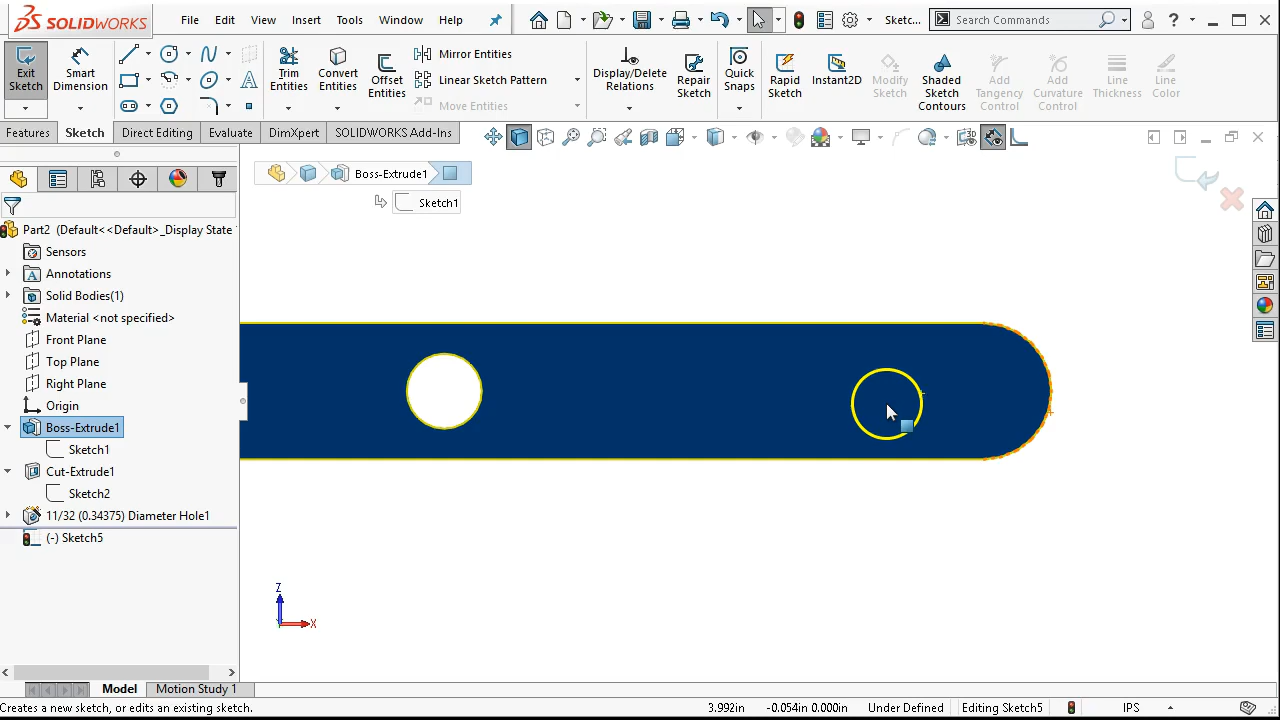 SOLIDWORKS File Edit View Insert Tools Window Help Sketc... Search Commands ?
Exit Sketch
Smart Dimension
Trim Entities
Convert Entities
Offset Entities
Mirror Entities
Linear Sketch Pattern
Move Entities
Display/Delete Relations
Repair Sketch
Quick Snaps
Rapid Sketch
Instant2D
Modify Sketch
Shaded Sketch Contours
Add Tangency Control
Add Curvature Control
Line Thickness
Line Color
Features Sketch Direct Editing Evaluate DimXpert SOLIDWORKS Add-Ins
Boss-Extrude1
Sketch1
Part2 (Default<<Default>_Display State
Sensors
Annotations
Solid Bodies(1)
Material <not specified>
Front Plane
Top Plane
Right Plane
Origin
Boss-Extrude1
Sketch1
Cut-Extrude1
Sketch2
11/32 (0.34375) Diameter Hole1
(-) Sketch5
Z
X
Model Motion Study 1
Creates a new sketch, or edits an existing sketch. 3.992in -0.054in 0.000in Under Defined Editing Sketch5 IPS